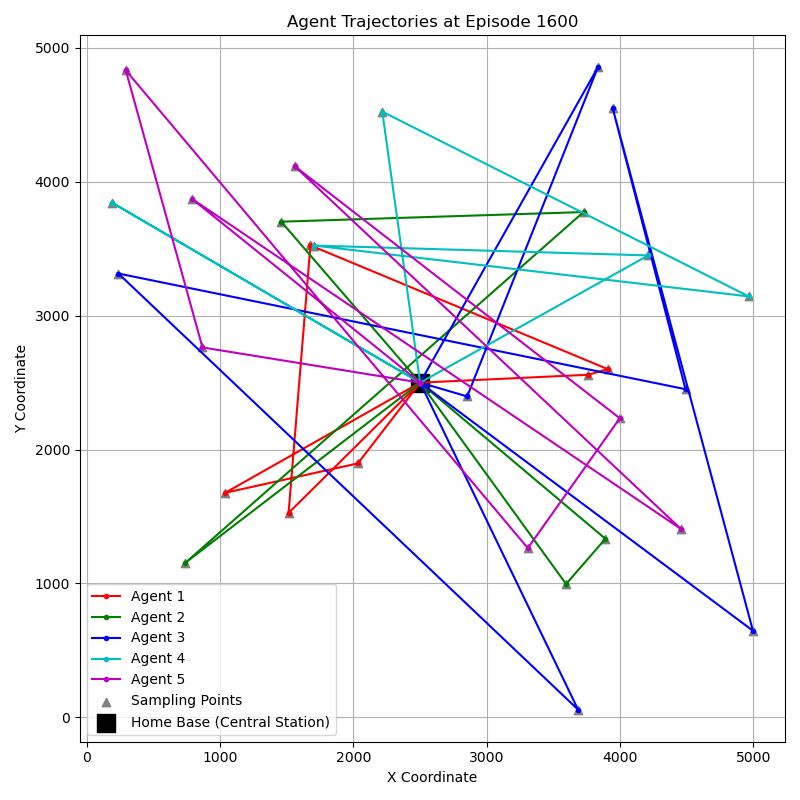 Agent Trajectories at Episode 1600
5000
4000
3000
2000
1000
0
Y Coordinate
Agent 1
Agent 2
Agent 3
Agent 4
Agent 5
Sampling Points
Home Base (Central Station)
0 1000 2000 3000 4000 5000
X Coordinate